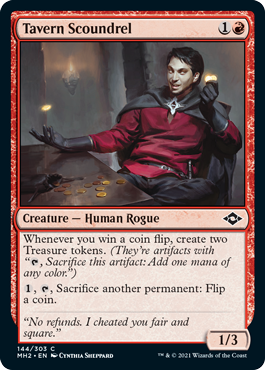 Tavern Scoundrel 1
Creature — Human Rogue
Whenever you win a coin flip, create two
Treasure tokens. (They're artifacts with
", Sacrifice this artifact: Add one mana of
any color.")
1, , Sacrifice another permanent: Flip
a coin.
"No refunds. I cheated you fair and
square."
1/3
144/303 C
MH2 • EN CYNTHIA SHEPPARD
™ & © 2021 Wizards of the Coast